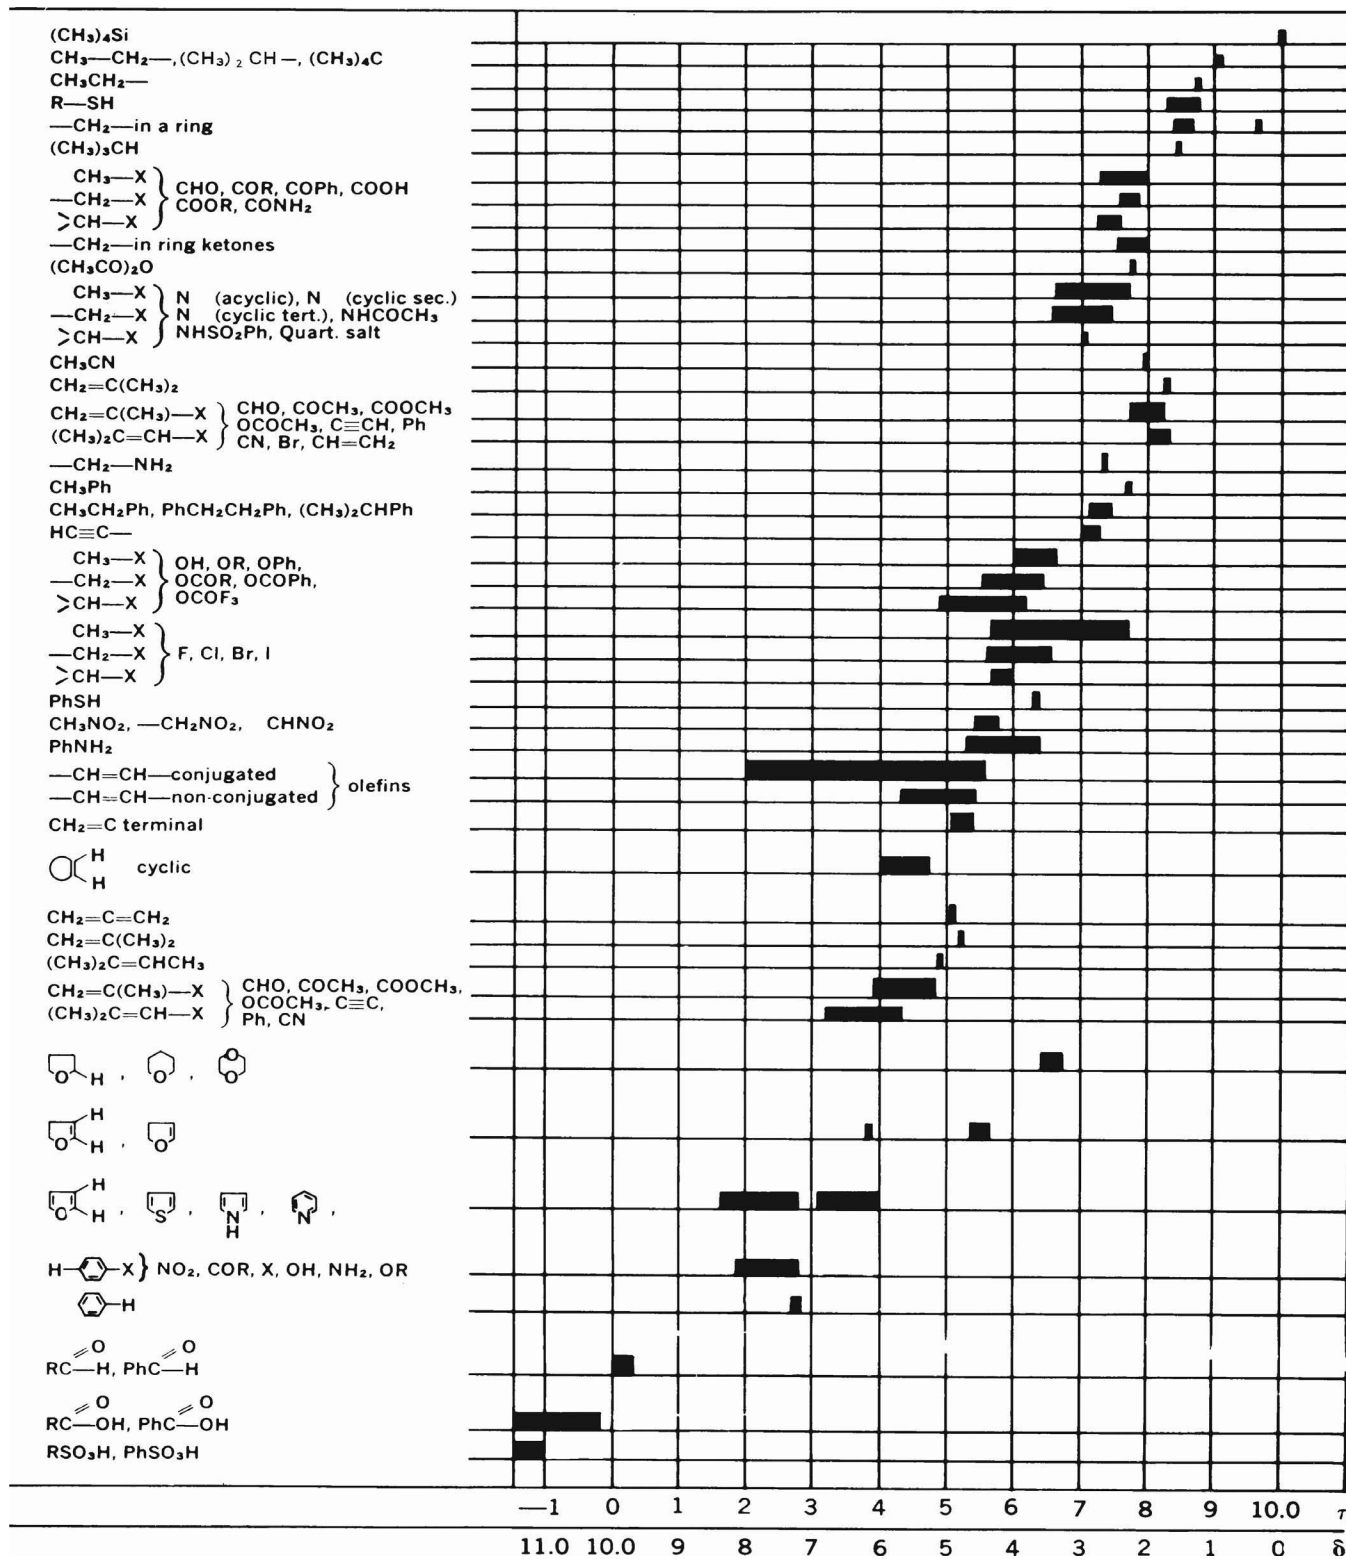 (CH₃)₄Si
CH₃—CH₂—,(CH₃)₂ CH—, (CH₃)₄C
CH₃CH₂—
R—SH
—CH₂—in a ring
(CH₃)₃CH
CH₃—X
—CH₂—X
>CH—X
CHO, COR, COPh, COOH
COOR, CONH₂
—CH₂—in ring ketones
(CH₃CO)₂O
CH₃—X
—CH₂—X
>CH—X
N (acyclic), N (cyclic sec.)
N (cyclic tert.), NHCOCH₃
NHSO₂Ph, Quart. salt
CH₃CN
CH₂=C(CH₃)₂
CH₂=C(CH₃)—X
(CH₃)₂C=CH—X
CHO, COCH₃, COOCH₃
OCOCH₃, C≡CH, Ph
CN, Br, CH=CH₂
—CH₂—NH₂
CH₃Ph
CH₃CH₂Ph, PhCH₂CH₂Ph, (CH₃)₂CHPh
HC≡C—
CH₃—X
—CH₂—X
>CH—X
OH, OR, OPh,
OCOR, OCOPh,
OCOF₃
CH₃—X
—CH₂—X
>CH—X
F, Cl, Br, I
PhSH
CH₃NO₂, —CH₂NO₂, CHNO₂
PhNH₂
—CH=CH—conjugated
—CH=CH—non-conjugated
olefins
CH₂=C terminal
H
H
cyclic
CH₂=C=CH₂
CH₂=C(CH₃)₂
(CH₃)₂C=CHCH₃
CH₂=C(CH₃)—X
(CH₃)₂C=CH—X
CHO, COCH₃, COOCH₃,
OCOCH₃, C≡C,
Ph, CN
O H , O , O O
H
O H , O
H
O H , S , N H , N ,
H— —X } NO₂, COR, X, OH, NH₂, OR
—H
O O
RC—H, PhC—H
O O
RC—OH, PhC—OH
RSO₃H, PhSO₃H
—1 0 1 2 3 4 5 6 7 8 9 10.0 τ
11.0 10.0 9 8 7 6 5 4 3 2 1 0 δ